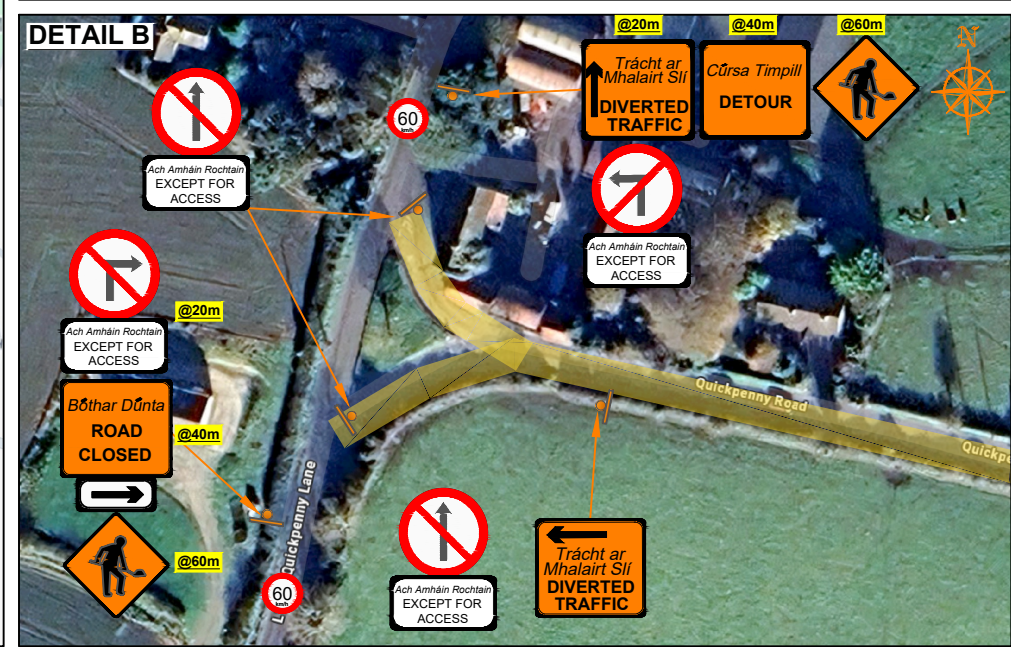 DETAIL B
@20m
@40m
@60m
Trácht ar
Mhalairt Slí
DIVERTED
TRAFFIC
Cúrsa Timpill
DETOUR
N
60
km/h
Ach Amháin Rochtain
EXCEPT FOR
ACCESS
Ach Amháin Rochtain
EXCEPT FOR
ACCESS
@20m
Ach Amháin Rochtain
EXCEPT FOR
ACCESS
Bóthar Dúnta
ROAD
CLOSED
@40m
@60m
Quickpenny Road
Quickpe
Quickpenny Lane
60
km/h
Ach Amháin Rochtain
EXCEPT FOR
ACCESS
Trácht ar
Mhalairt Slí
DIVERTED
TRAFFIC